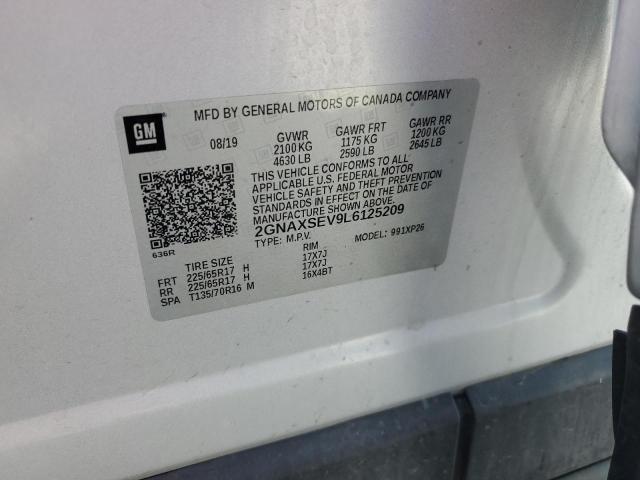 MFD BY GENERAL MOTORS OF CANADA COMPANY
GM
08/19 GVWR GAWR FRT GAWR RR
2100 KG 1175 KG 1200 KG
4630 LB 2590 LB 2645 LB
THIS VEHICLE CONFORMS TO ALL
APPLICABLE U.S. FEDERAL MOTOR
VEHICLE SAFETY AND THEFT PREVENTION
STANDARDS IN EFFECT ON THE DATE OF
MANUFACTURE SHOWN ABOVE.
2GNAXSEV9L6125209
TYPE: M.P.V. MODEL: 991XP26
636R
TIRE SIZE RIM
FRT 225/65R17 H 17X7J
RR 225/65R17 H 17X7J
SPA T135/70R16 M 16X4BT